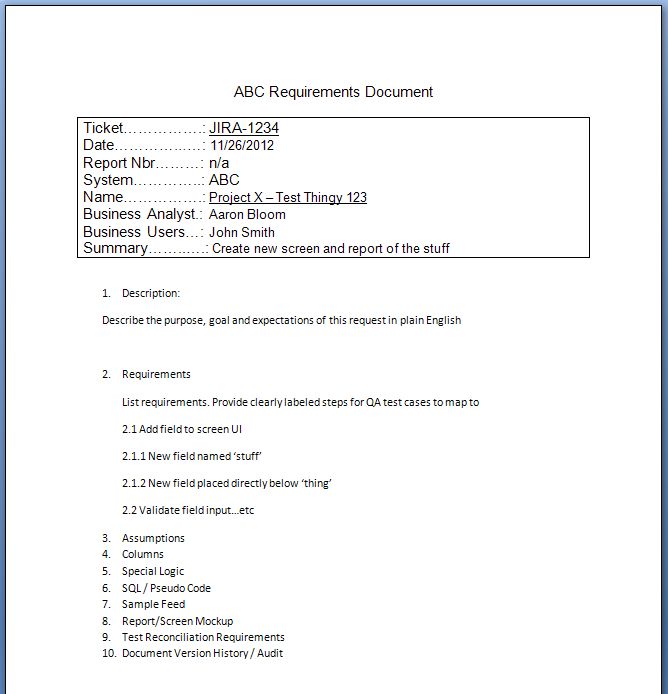 ABC Requirements Document
Ticket…………….: JIRA-1234
Date………………..: 11/26/2012
Report Nbr………: n/a
System…………..: ABC
Name…………….: Project X – Test Thingy 123
Business Analyst.: Aaron Bloom
Business Users…: John Smith
Summary……..….: Create new screen and report of the stuff
1. Description:
Describe the purpose, goal and expectations of this request in plain English
2. Requirements
List requirements. Provide clearly labeled steps for QA test cases to map to
2.1 Add field to screen UI
2.1.1 New field named ‘stuff’
2.1.2 New field placed directly below ‘thing’
2.2 Validate field input…etc
3. Assumptions
4. Columns
5. Special Logic
6. SQL / Pseudo Code
7. Sample Feed
8. Report/Screen Mockup
9. Test Reconciliation Requirements
10. Document Version History / Audit